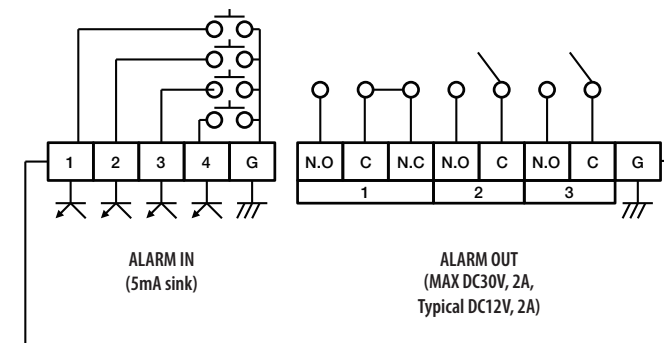 1 2 3 4 G
N.O C N.C N.O C N.O C G
1 2 3
ALARM IN
(5mA sink)
ALARM OUT
(MAX DC30V, 2A,
Typical DC12V, 2A)